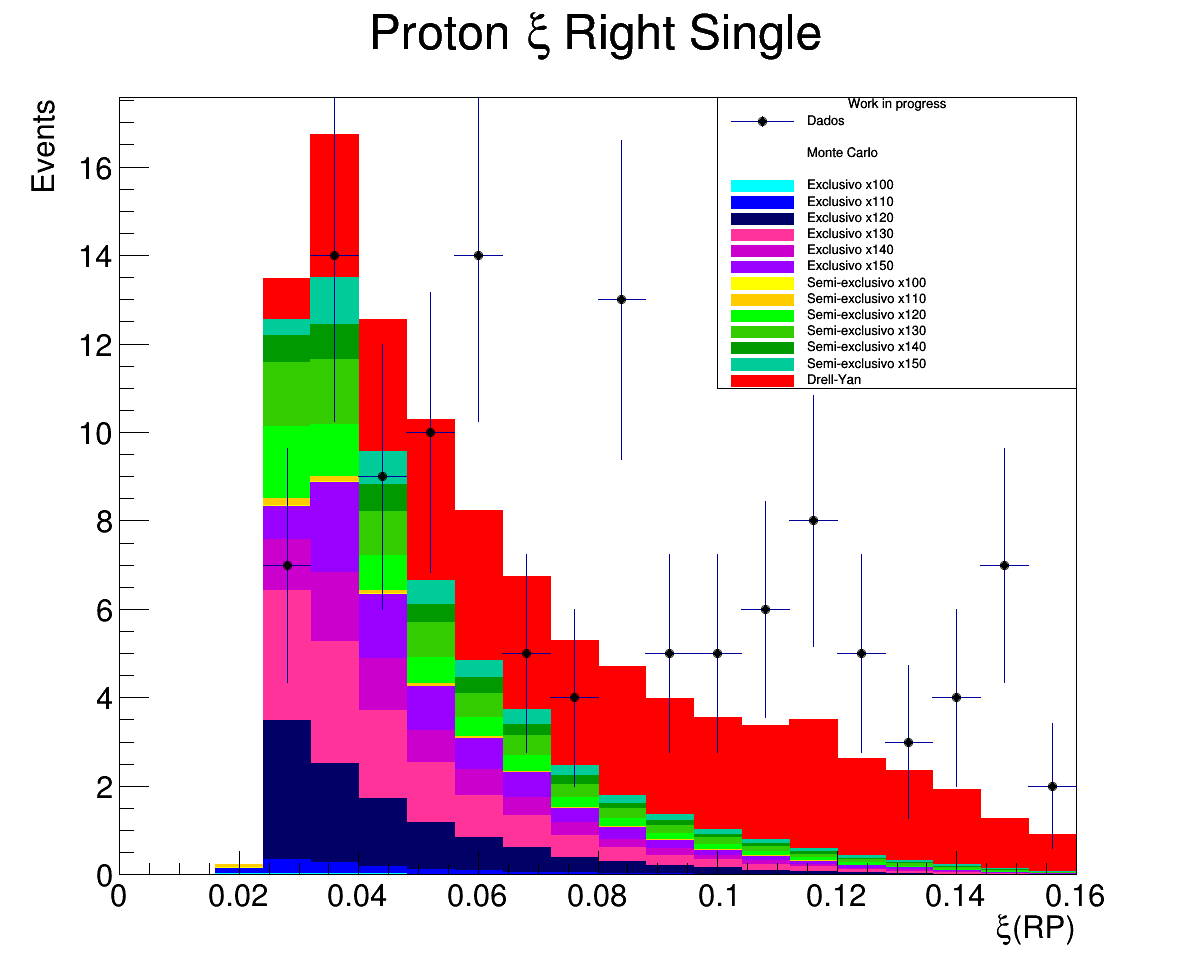 Proton ξ Right Single
Events
Work in progress
Dados
Monte Carlo
Exclusivo x100
Exclusivo x110
Exclusivo x120
Exclusivo x130
Exclusivo x140
Exclusivo x150
Semi-exclusivo x100
Semi-exclusivo x110
Semi-exclusivo x120
Semi-exclusivo x130
Semi-exclusivo x140
Semi-exclusivo x150
Drell-Yan
16
14
12
10
8
6
4
2
0
0 0.02 0.04 0.06 0.08 0.1 0.12 0.14 0.16
ξ(RP)